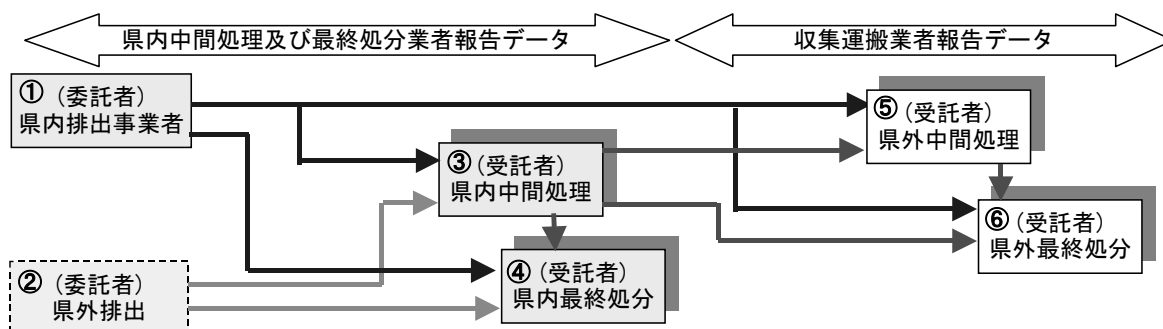 県内中間処理及び最終処分業者報告データ
収集運搬業者報告データ
① (委託者)
県内排出事業者
⑤ (受託者)
県外中間処理
③ (受託者)
県内中間処理
⑥ (受託者)
県外最終処分
④ (受託者)
県内最終処分
② (委託者)
県外排出